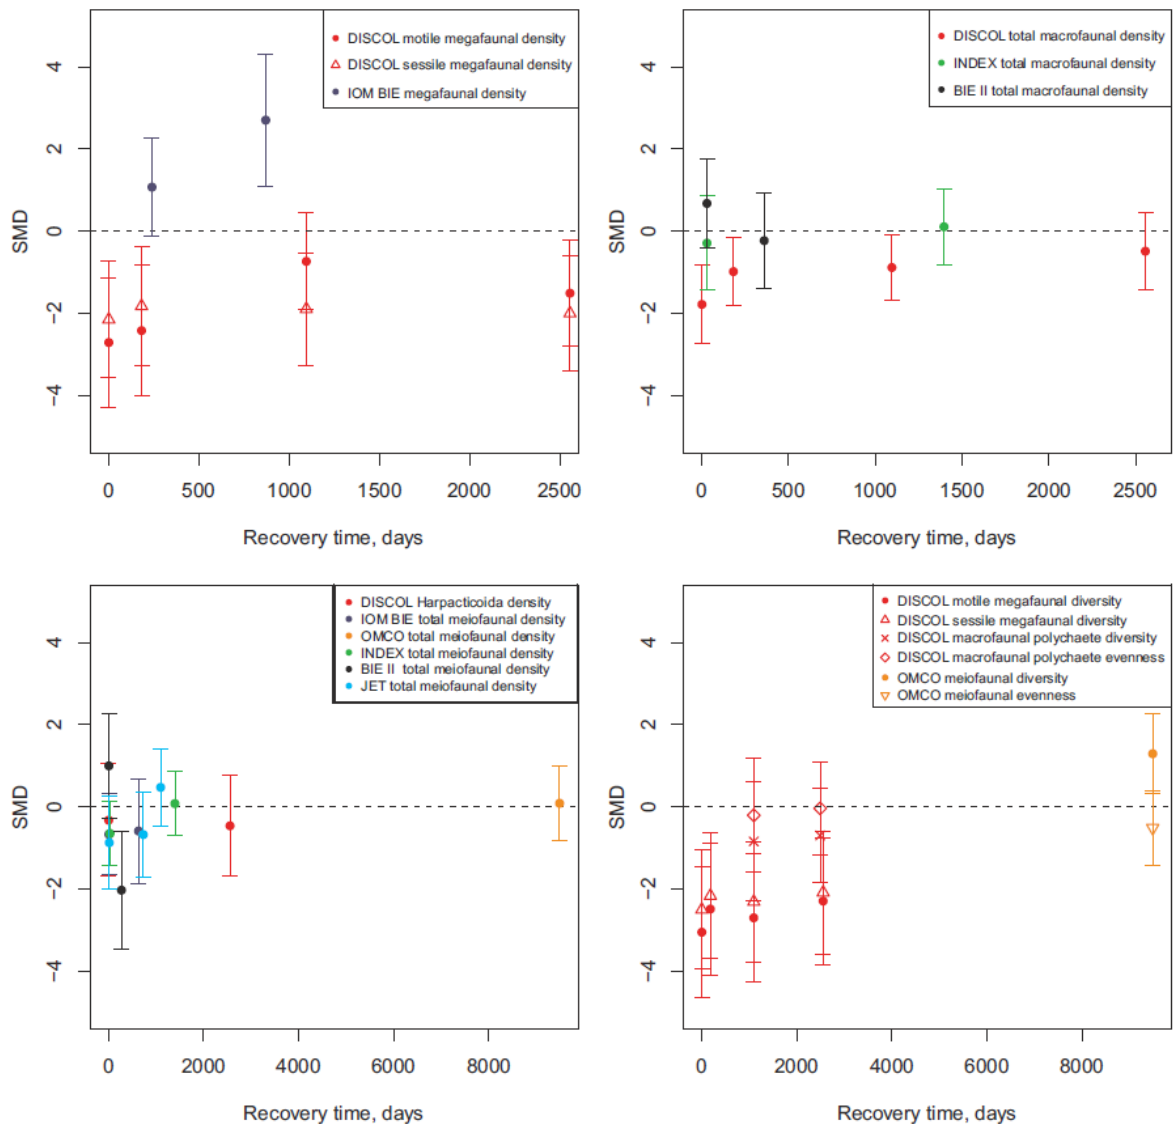 DISCOL motile megafaunal density
DISCOL sessile megafaunal density
IOM BIE megafaunal density
SMD
4
2
0
−2
−4
0 500 1000 1500 2000 2500
Recovery time, days
DISCOL total macrofaunal density
INDEX total macrofaunal density
BIE II total macrofaunal density
SMD
4
2
0
−2
−4
0 500 1000 1500 2000 2500
Recovery time, days
DISCOL Harpacticoida density
IOM BIE total meiofaunal density
OMCO total meiofaunal density
INDEX total meiofaunal density
BIE II total meiofaunal density
JET total meiofaunal density
SMD
4
2
0
−2
−4
0 2000 4000 6000 8000
Recovery time, days
DISCOL motile megafaunal diversity
DISCOL sessile megafaunal diversity
DISCOL macrofaunal polychaete diversity
DISCOL macrofaunal polychaete evenness
OMCO meiofaunal diversity
OMCO meiofaunal evenness
SMD
4
2
0
−2
−4
0 2000 4000 6000 8000
Recovery time, days